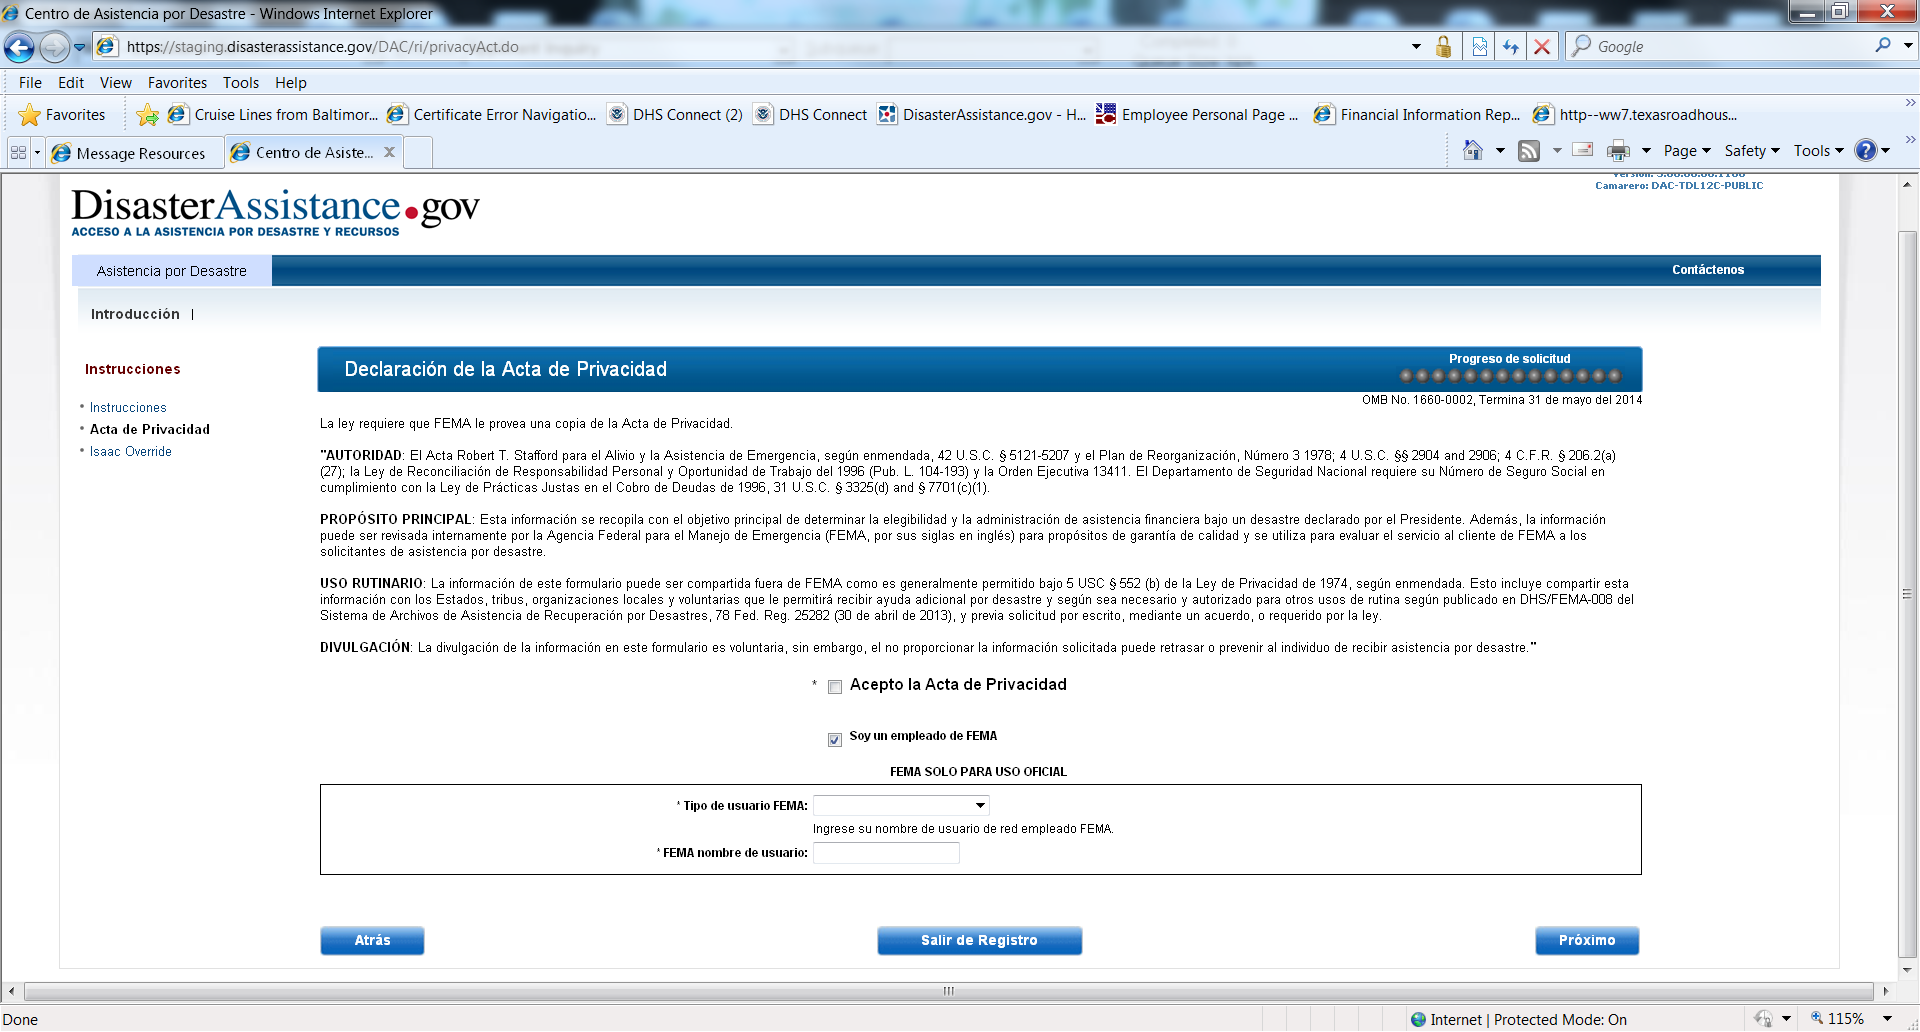 Centro de Asistencia por Desastre - Windows Internet Explorer
https://staging.disasterassistance.gov/DAC/ri/privacyAct.do
Google
File Edit View Favorites Tools Help
Favorites Cruise Lines from Baltimor... Certificate Error Navigatio... DHS Connect (2) DHS Connect DisasterAssistance.gov - H... Employee Personal Page ... Financial Information Rep... http--ww7.texasroadhous...
Message Resources Centro de Asiste... Page Safety Tools
Camarero: DAC-TDL12C-PUBLIC
DisasterAssistance.gov
ACCESO A LA ASISTENCIA POR DESASTRE Y RECURSOS
Asistencia por Desastre Contáctenos
Introducción |
Instrucciones
• Instrucciones
• Acta de Privacidad
• Isaac Override
Declaración de la Acta de Privacidad
Progreso de solicitud
OMB No. 1660-0002, Termina 31 de mayo del 2014
La ley requiere que FEMA le provea una copia de la Acta de Privacidad.
"AUTORIDAD: El Acta Robert T. Stafford para el Alivio y la Asistencia de Emergencia, según enmendada, 42 U.S.C. § 5121-5207 y el Plan de Reorganización, Número 3 1978; 4 U.S.C. §§ 2904 and 2906; 4 C.F.R. § 206.2(a)
(27); la Ley de Reconciliación de Responsabilidad Personal y Oportunidad de Trabajo del 1996 (Pub. L. 104-193) y la Orden Ejecutiva 13411. El Departamento de Seguridad Nacional requiere su Número de Seguro Social en
cumplimiento con la Ley de Prácticas Justas en el Cobro de Deudas de 1996, 31 U.S.C. § 3325(d) and § 7701(c)(1).
PROPÓSITO PRINCIPAL: Esta información se recopila con el objetivo principal de determinar la elegibilidad y la administración de asistencia financiera bajo un desastre declarado por el Presidente. Además, la información
puede ser revisada internamente por la Agencia Federal para el Manejo de Emergencia (FEMA, por sus siglas en inglés) para propósitos de garantía de calidad y se utiliza para evaluar el servicio al cliente de FEMA a los
solicitantes de asistencia por desastre.
USO RUTINARIO: La información de este formulario puede ser compartida fuera de FEMA como es generalmente permitido bajo 5 USC § 552 (b) de la Ley de Privacidad de 1974, según enmendada. Esto incluye compartir esta
información con los Estados, tribus, organizaciones locales y voluntarias que le permitirá recibir ayuda adicional por desastre y según sea necesario y autorizado para otros usos de rutina según publicado en DHS/FEMA-008 del
Sistema de Archivos de Asistencia de Recuperación por Desastres, 78 Fed. Reg. 25282 (30 de abril de 2013), y previa solicitud por escrito, mediante un acuerdo, o requerido por la ley.
DIVULGACIÓN: La divulgación de la información en este formulario es voluntaria, sin embargo, el no proporcionar la información solicitada puede retrasar o prevenir al individuo de recibir asistencia por desastre."
* Acepto la Acta de Privacidad
Soy un empleado de FEMA
FEMA SOLO PARA USO OFICIAL
* Tipo de usuario FEMA:
Ingrese su nombre de usuario de red empleado FEMA.
* FEMA nombre de usuario:
Atrás Salir de Registro Próximo
Done Internet | Protected Mode: On 115%